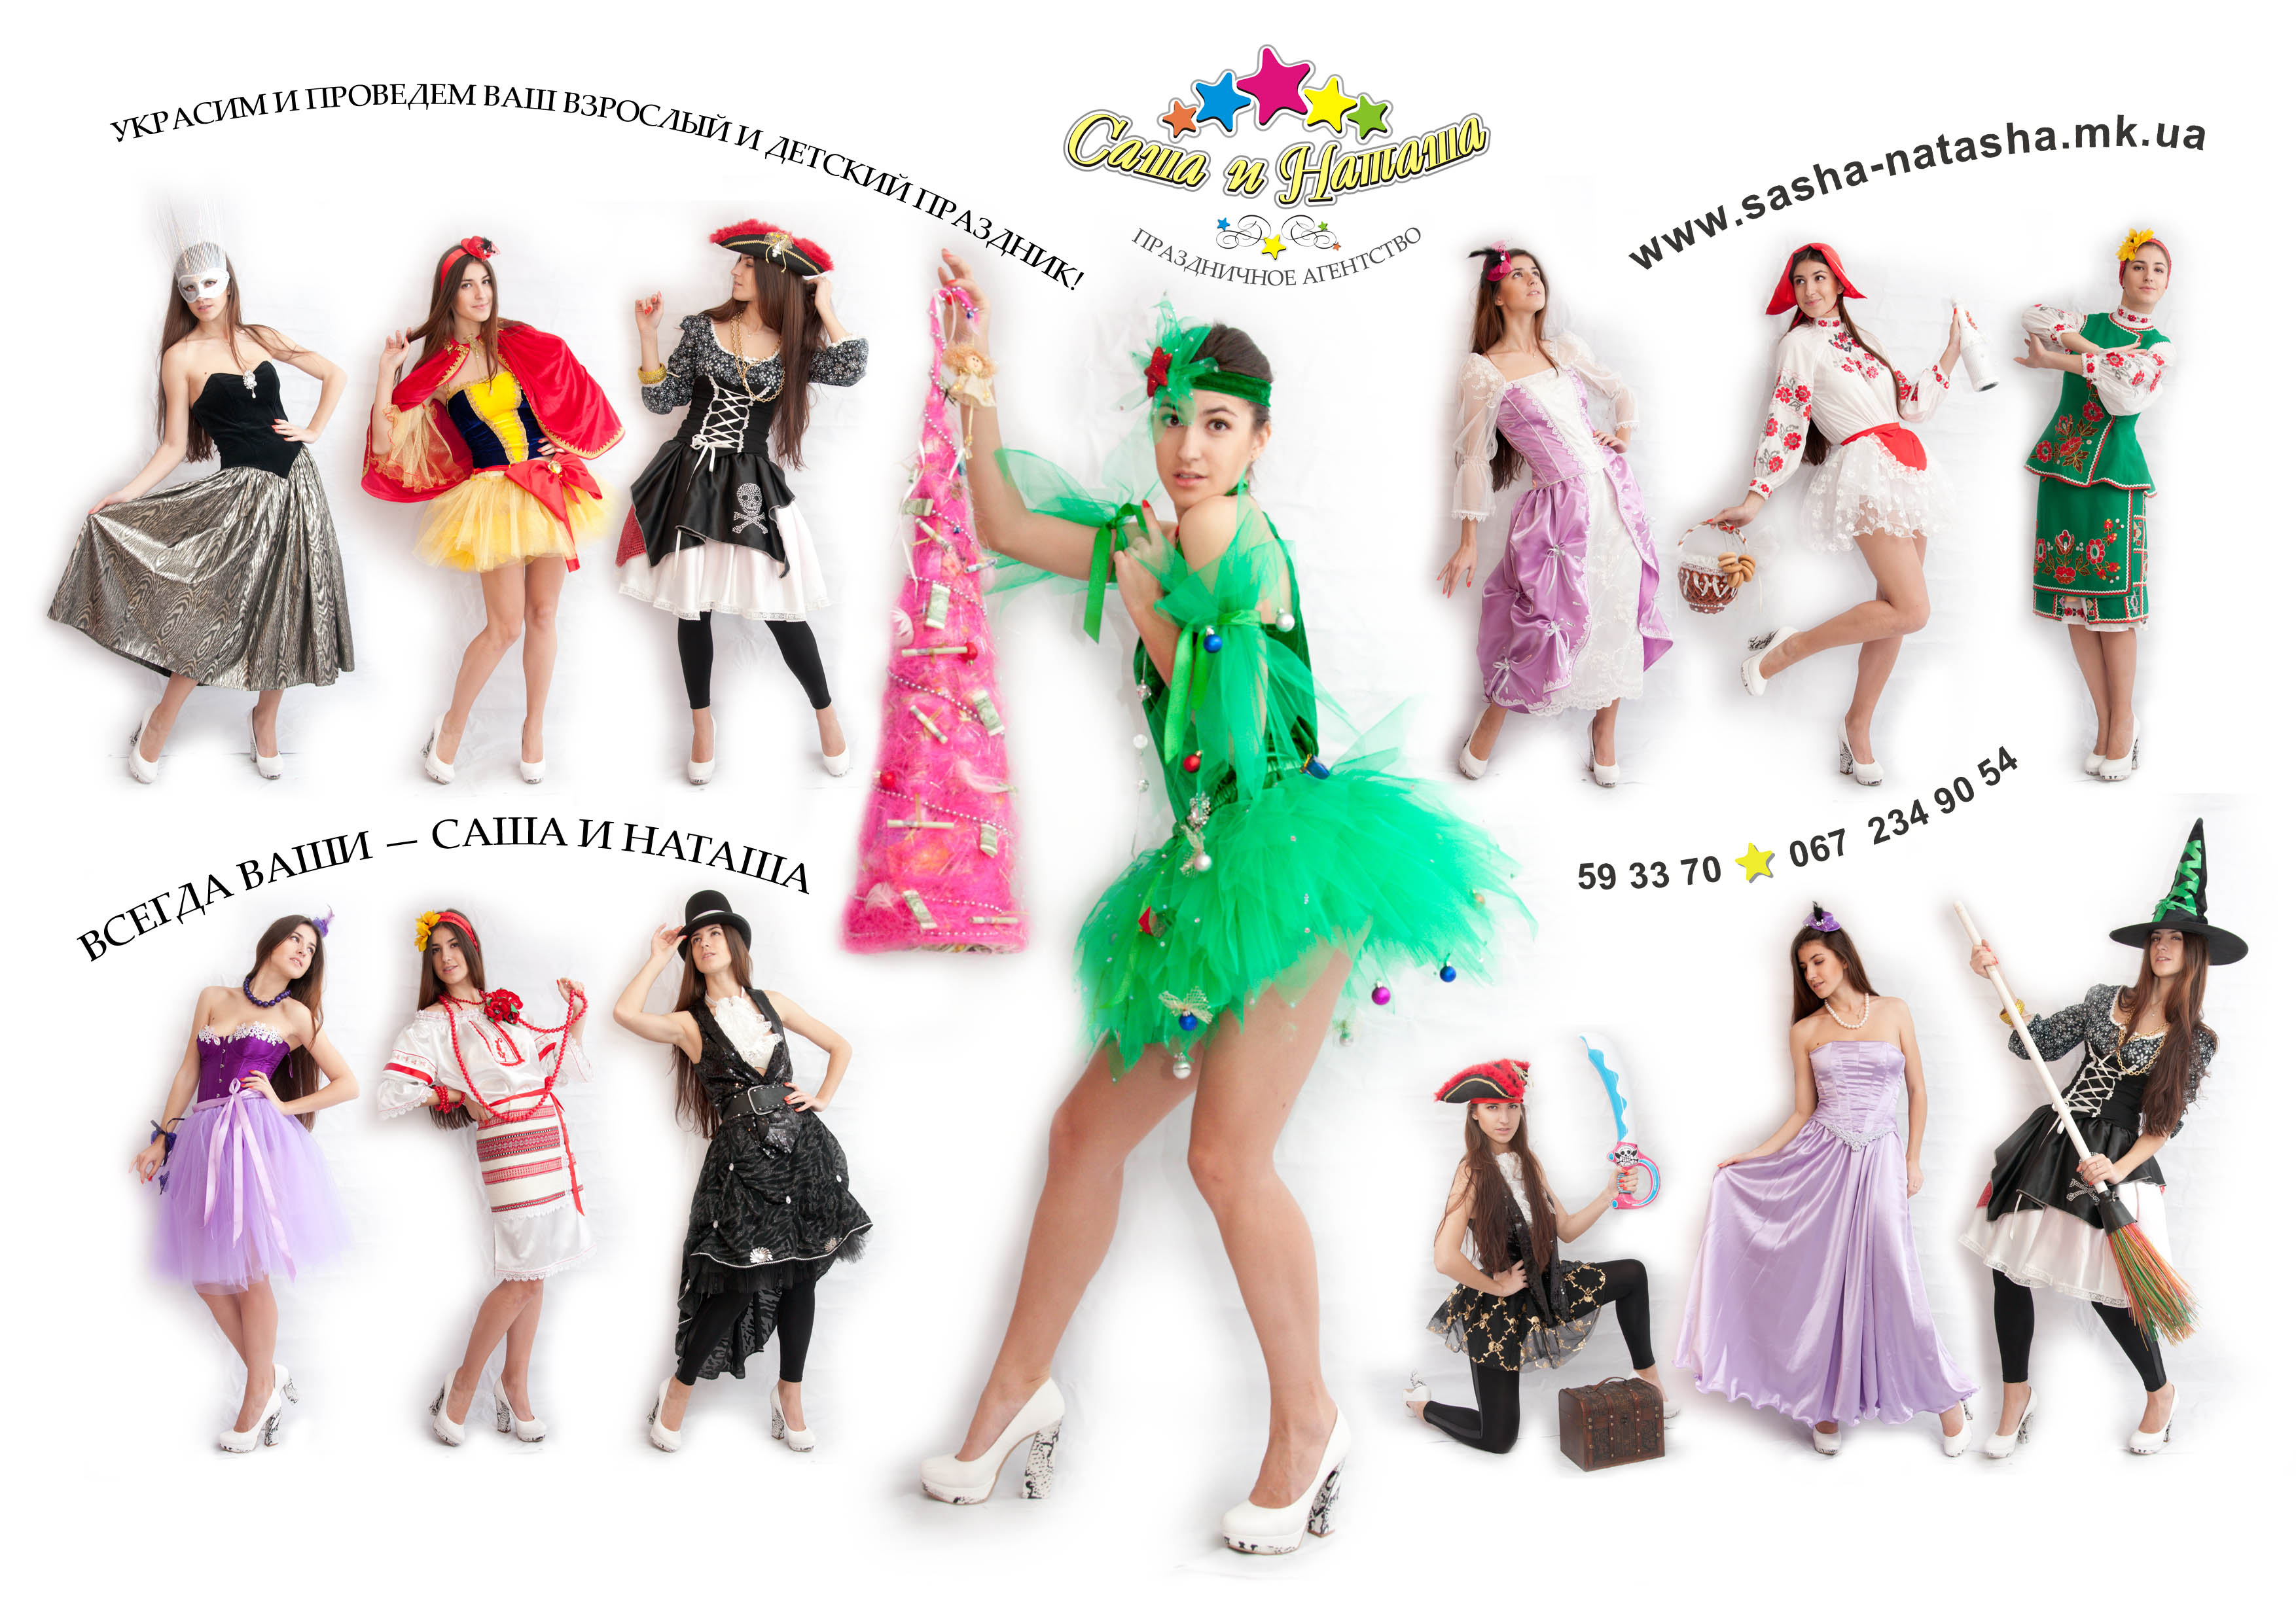 УКРАСИМ И ПРОВЕДЕМ ВАШ ВЗРОСЛЫЙ И ДЕТСКИЙ ПРАЗДНИК!
Саша и Наташа
ПРАЗДНИЧНОЕ АГЕНТСТВО
www.sasha-natasha.mk.ua
ВСЕГДА ВАШИ – САША И НАТАША
59 33 70 067 234 90 54